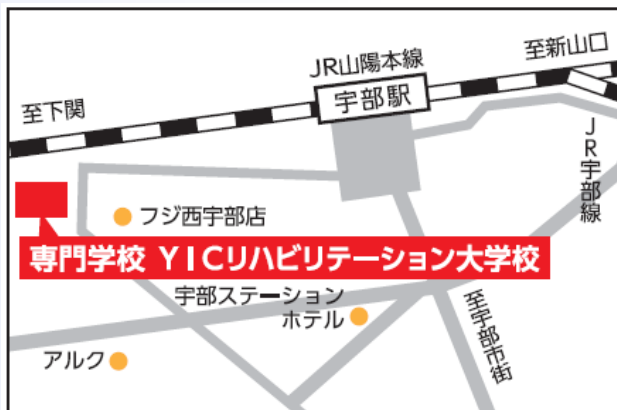 至新山口
JR山陽本線
宇部駅
至下関
JR宇部線
フジ西宇部店
専門学校 YICリハビリテーション大学校
宇部ステーション
ホテル
至宇部市街
アルク